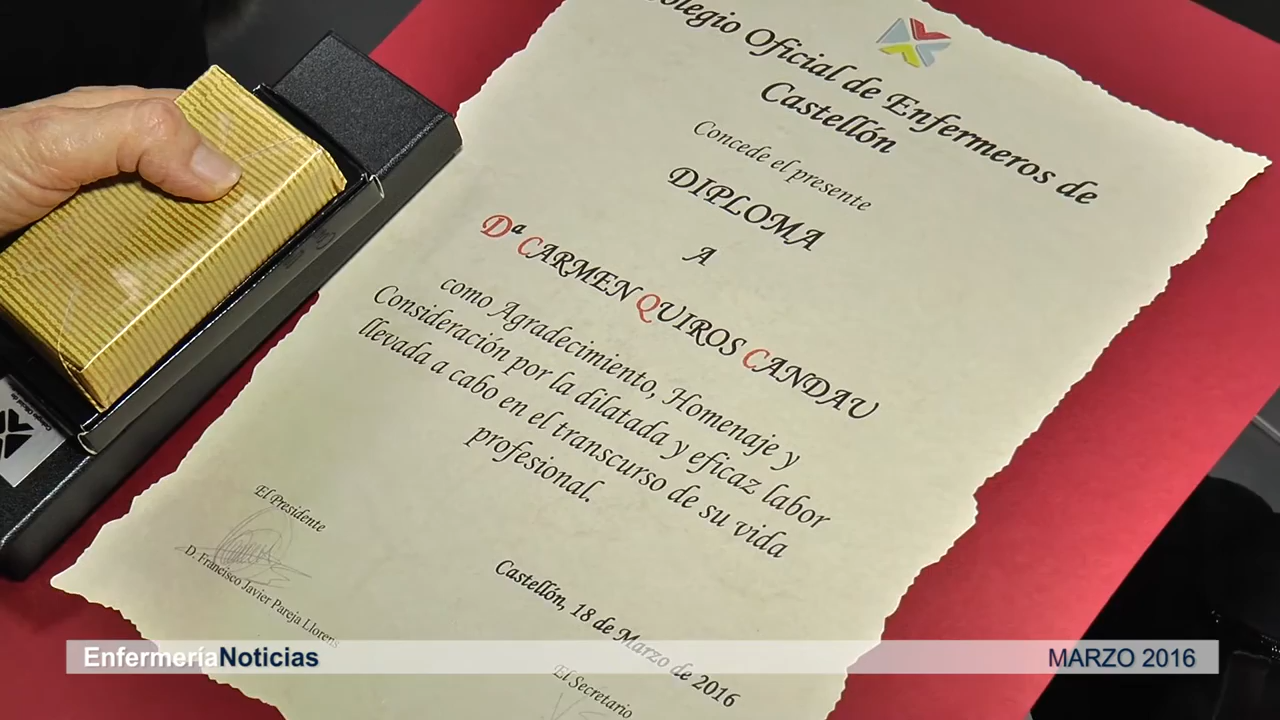 Colegio Oficial de Enfermeros de
Castellón
Concede el presente
DIPLOMA
A
Dª CARMEN QUIROS CANDAU
como Agradecimiento, Homenaje y
Consideración por la dilatada y eficaz labor
llevada a cabo en el transcurso de su vida
profesional.
El Presidente
D. Francisco Javier Pareja Llorens
Castellón, 18 de Marzo de 2016
El Secretario
EnfermeríaNoticias
MARZO 2016